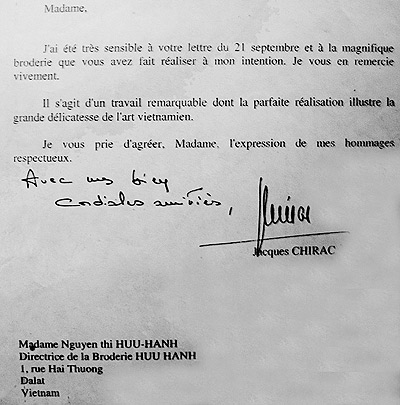 Madame,
J'ai été très sensible à votre lettre du 21 septembre et à la magnifique
broderie que vous avez fait réaliser à mon intention. Je vous en remercie
vivement.
Il s'agit d'un travail remarquable dont la parfaite réalisation illustre la
grande délicatesse de l'art vietnamien.
Je vous prie d'agréer, Madame, l'expression de mes hommages
respectueux.
Avec mes bien
cordiales amitiés,
Jacques CHIRAC
Madame Nguyen thi HUU-HANH
Directrice de la Broderie HUU HANH
1, rue Hai Thuong
Dalat
Vietnam